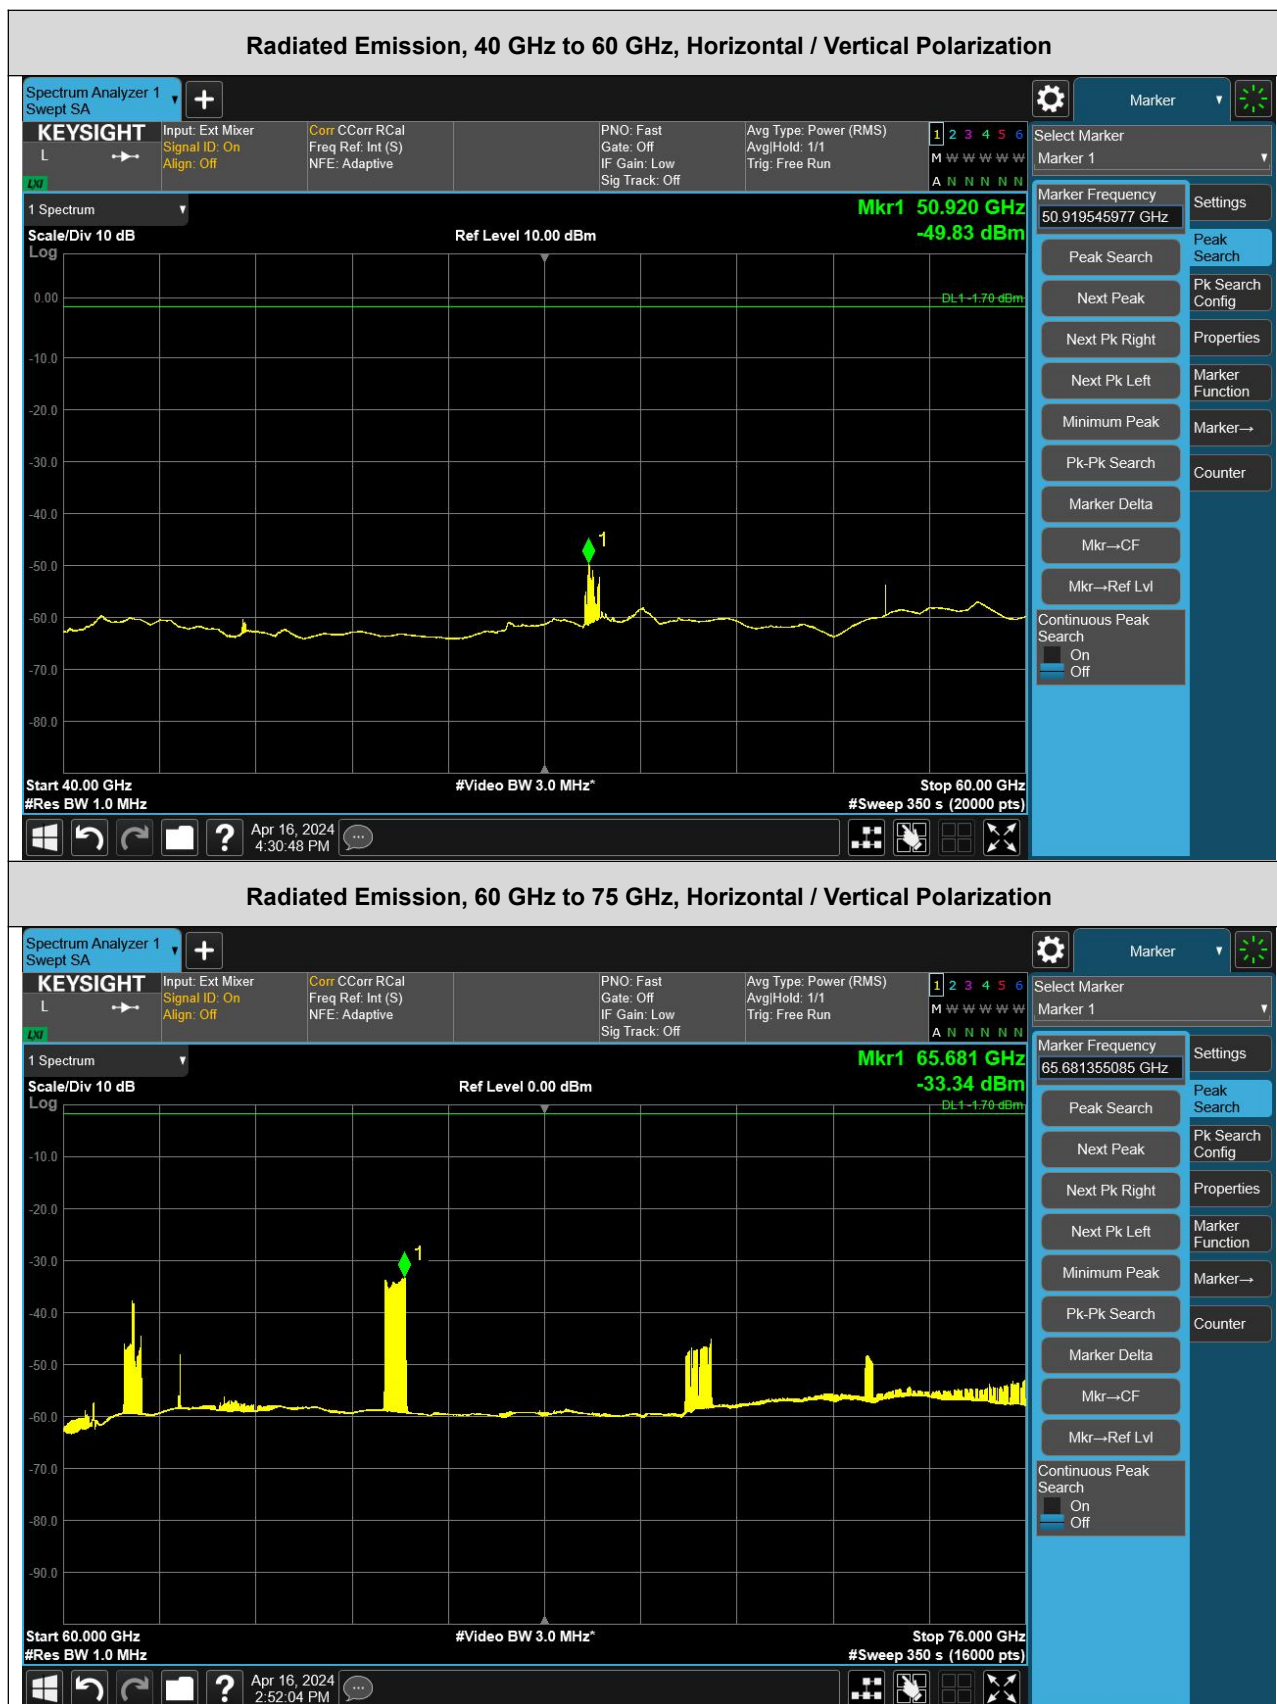 Radiated Emission, 40 GHz to 60 GHz, Horizontal / Vertical Polarization
Spectrum Analyzer 1
Swept SA
Marker
KEYSIGHT
L
LXI
Input: Ext Mixer
Signal ID: On
Align: Off
Corr CCorr RCal
Freq Ref: Int (S)
NFE: Adaptive
PNO: Fast
Gate: Off
IF Gain: Low
Sig Track: Off
Avg Type: Power (RMS)
Avg|Hold: 1/1
Trig: Free Run
1 2 3 4 5 6
M W W W W W
A N N N N N
Select Marker
Marker 1
1 Spectrum
Mkr1 50.920 GHz
Scale/Div 10 dB
Ref Level 10.00 dBm
-49.83 dBm
Log
0.00
DL1 -1.70 dBm
-10.0
-20.0
-30.0
-40.0
1
-50.0
-60.0
-70.0
-80.0
Start 40.00 GHz
#Video BW 3.0 MHz*
Stop 60.00 GHz
#Res BW 1.0 MHz
#Sweep 350 s (20000 pts)
Marker Frequency
50.919545977 GHz
Peak Search
Next Peak
Next Pk Right
Next Pk Left
Minimum Peak
Pk-Pk Search
Marker Delta
Mkr→CF
Mkr→Ref Lvl
Continuous Peak
Search
On
Off
Settings
Peak
Search
Pk Search
Config
Properties
Marker
Function
Marker→
Counter
?
Apr 16, 2024
4:30:48 PM
Radiated Emission, 60 GHz to 75 GHz, Horizontal / Vertical Polarization
Spectrum Analyzer 1
Swept SA
Marker
KEYSIGHT
L
LXI
Input: Ext Mixer
Signal ID: On
Align: Off
Corr CCorr RCal
Freq Ref: Int (S)
NFE: Adaptive
PNO: Fast
Gate: Off
IF Gain: Low
Sig Track: Off
Avg Type: Power (RMS)
Avg|Hold: 1/1
Trig: Free Run
1 2 3 4 5 6
M W W W W W
A N N N N N
Select Marker
Marker 1
1 Spectrum
Mkr1 65.681 GHz
Scale/Div 10 dB
Ref Level 0.00 dBm
-33.34 dBm
Log
DL1 -1.70 dBm
-10.0
-20.0
1
-30.0
-40.0
-50.0
-60.0
-70.0
-80.0
-90.0
Start 60.000 GHz
#Video BW 3.0 MHz*
Stop 76.000 GHz
#Res BW 1.0 MHz
#Sweep 350 s (16000 pts)
Marker Frequency
65.681355085 GHz
Peak Search
Next Peak
Next Pk Right
Next Pk Left
Minimum Peak
Pk-Pk Search
Marker Delta
Mkr→CF
Mkr→Ref Lvl
Continuous Peak
Search
On
Off
Settings
Peak
Search
Pk Search
Config
Properties
Marker
Function
Marker→
Counter
?
Apr 16, 2024
2:52:04 PM